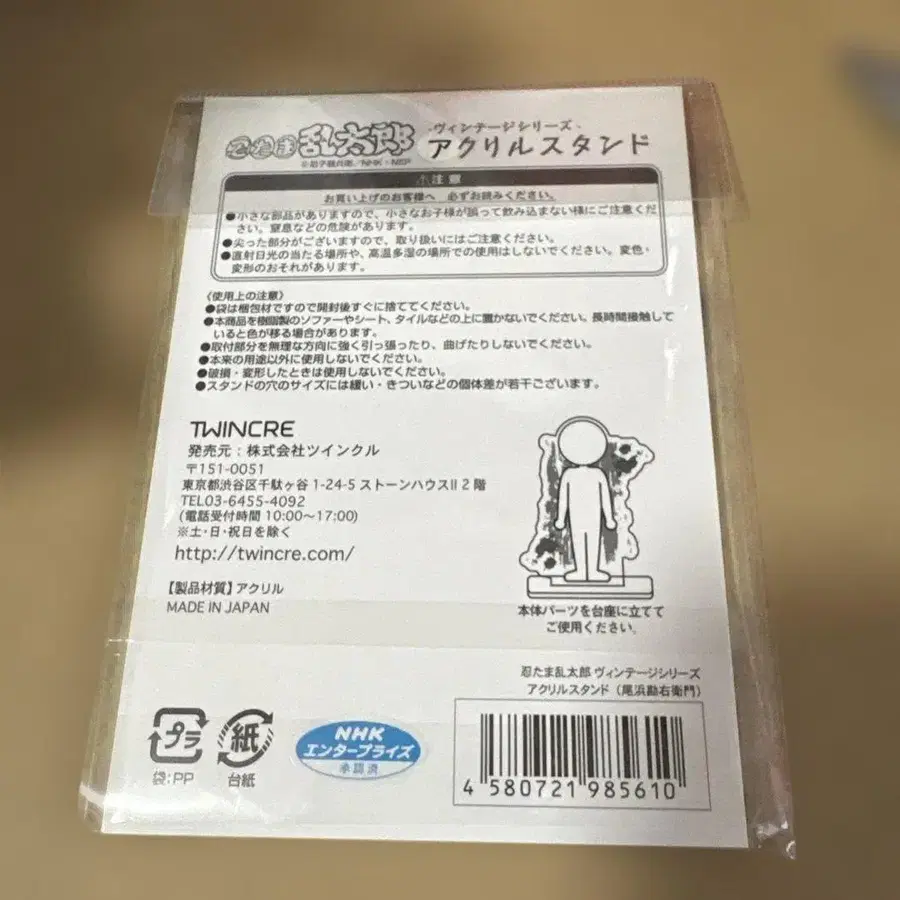 忍たま乱太郎
-ヴィンテージシリーズ-
アクリルスタンド
©尼子騒兵衛/NHK・NEP
⚠注意
お買い上げのお客様へ 必ずお読みください。
●小さな部品がありますので、小さなお子様が誤って飲み込まない様にご注意くだ
さい。窒息などの危険があります。
●尖った部分がございますので、取り扱いにはご注意ください。
●直射日光の当たる場所や、高温多湿の場所での使用はしないでください。変色・
変形のおそれがあります。
〈使用上の注意〉
●袋は梱包材ですので開封後すぐに捨ててください。
●本商品を樹脂製のソファーやシート、タイルなどの上に置かないでください。長時間接触して
いると色が移る場合があります。
●取付部分を無理な方向に強く引っ張ったり、曲げたりしないでください。
●本来の用途以外に使用しないでください。
●破損・変形したときは使用しないでください。
●スタンドの穴のサイズには緩い・きついなどの個体差が若干ございます。
TWINCRE
発売元:株式会社ツインクル
〒151-0051
東京都渋谷区千駄ヶ谷 1-24-5 ストーンハウスII 2 階
TEL03-6455-4092
(電話受付時間 10:00~17:00)
※土・日・祝日を除く
http://twincre.com/
【製品材質】アクリル
MADE IN JAPAN
本体パーツを台座に立てて
ご使用ください。
忍たま乱太郎 ヴィンテージシリーズ
アクリルスタンド(尾浜勘右衛門)
プラ
袋:PP
紙
台紙
NHK
エンタープライズ
承認済
4 580721 985610